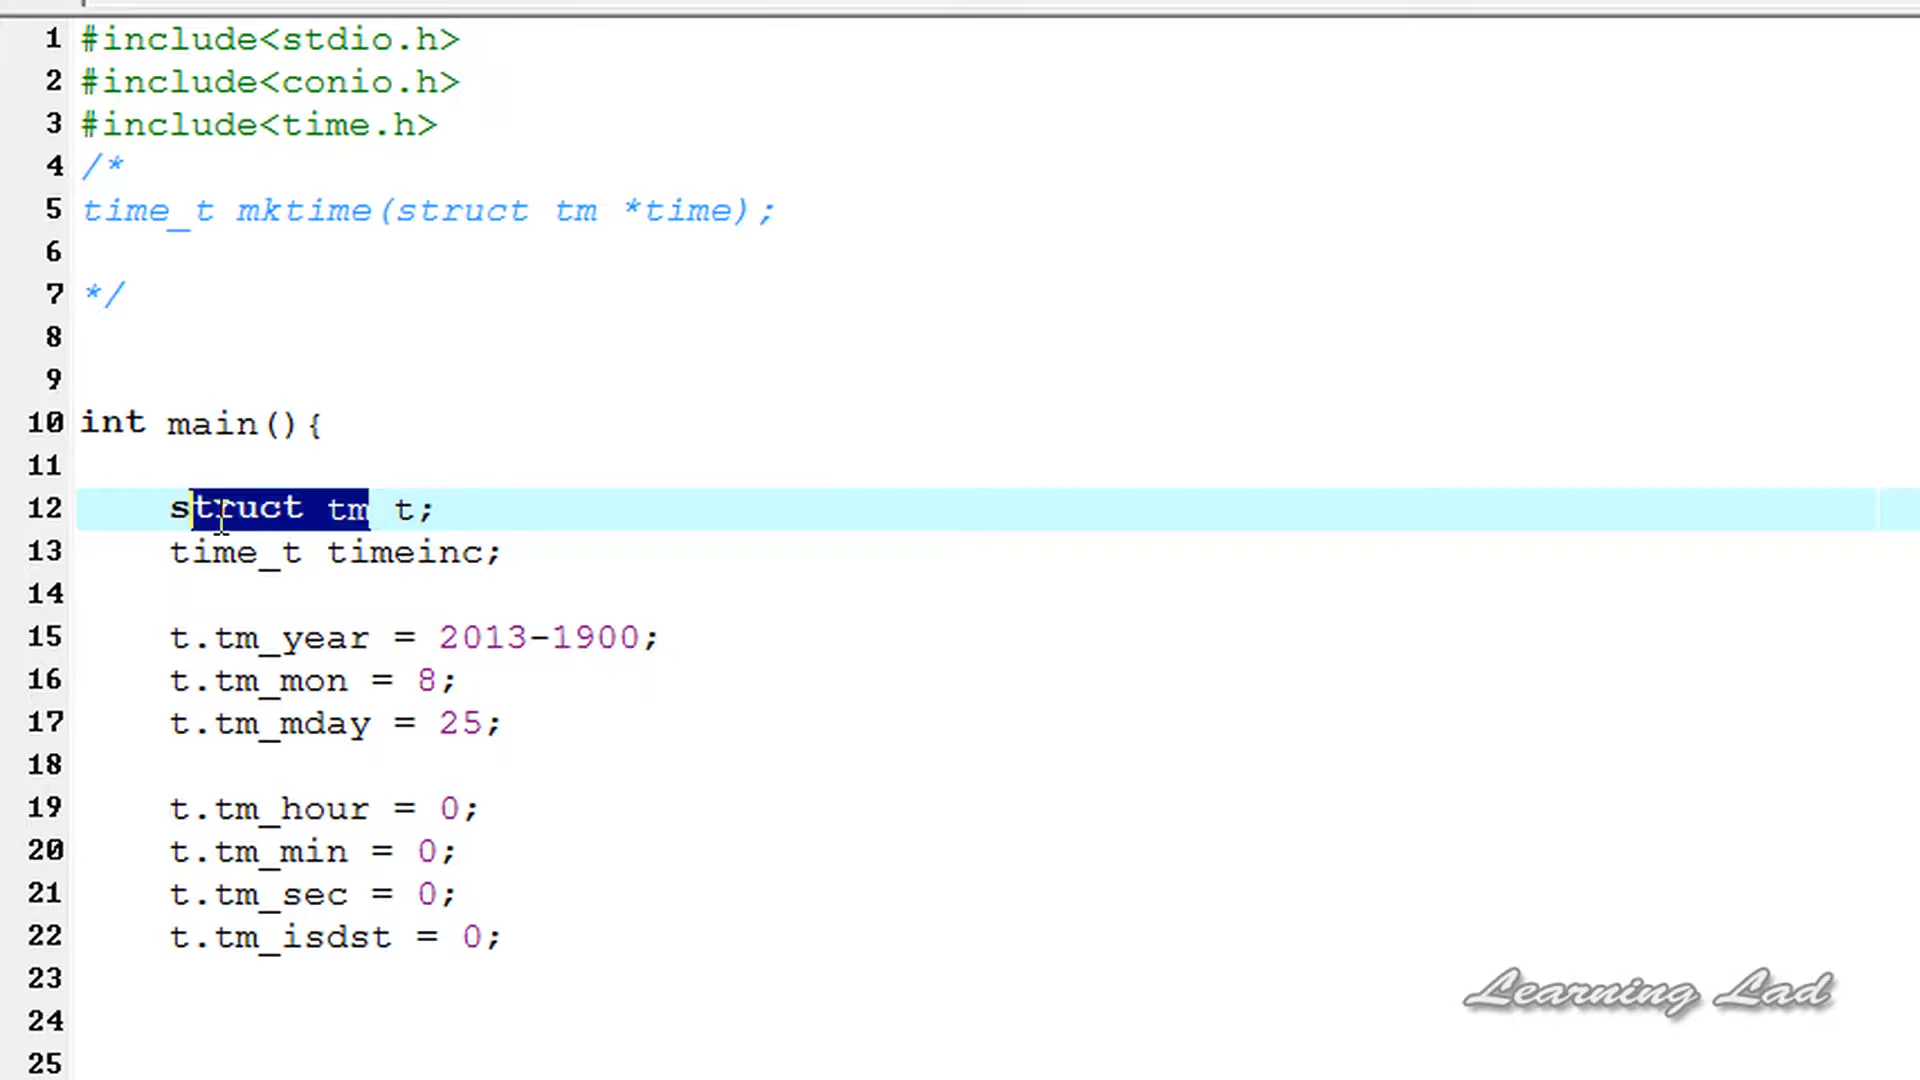 1 #include<stdio.h>
2 #include<conio.h>
3 #include<time.h>
4 /*
5 time_t mktime(struct tm *time);
6
7 */
8
9
10 int main(){
11
12 struct tm t;
13 time_t timeinc;
14
15 t.tm_year = 2013-1900;
16 t.tm_mon = 8;
17 t.tm_mday = 25;
18
19 t.tm_hour = 0;
20 t.tm_min = 0;
21 t.tm_sec = 0;
22 t.tm_isdst = 0;
23
24
25
Learning Lad